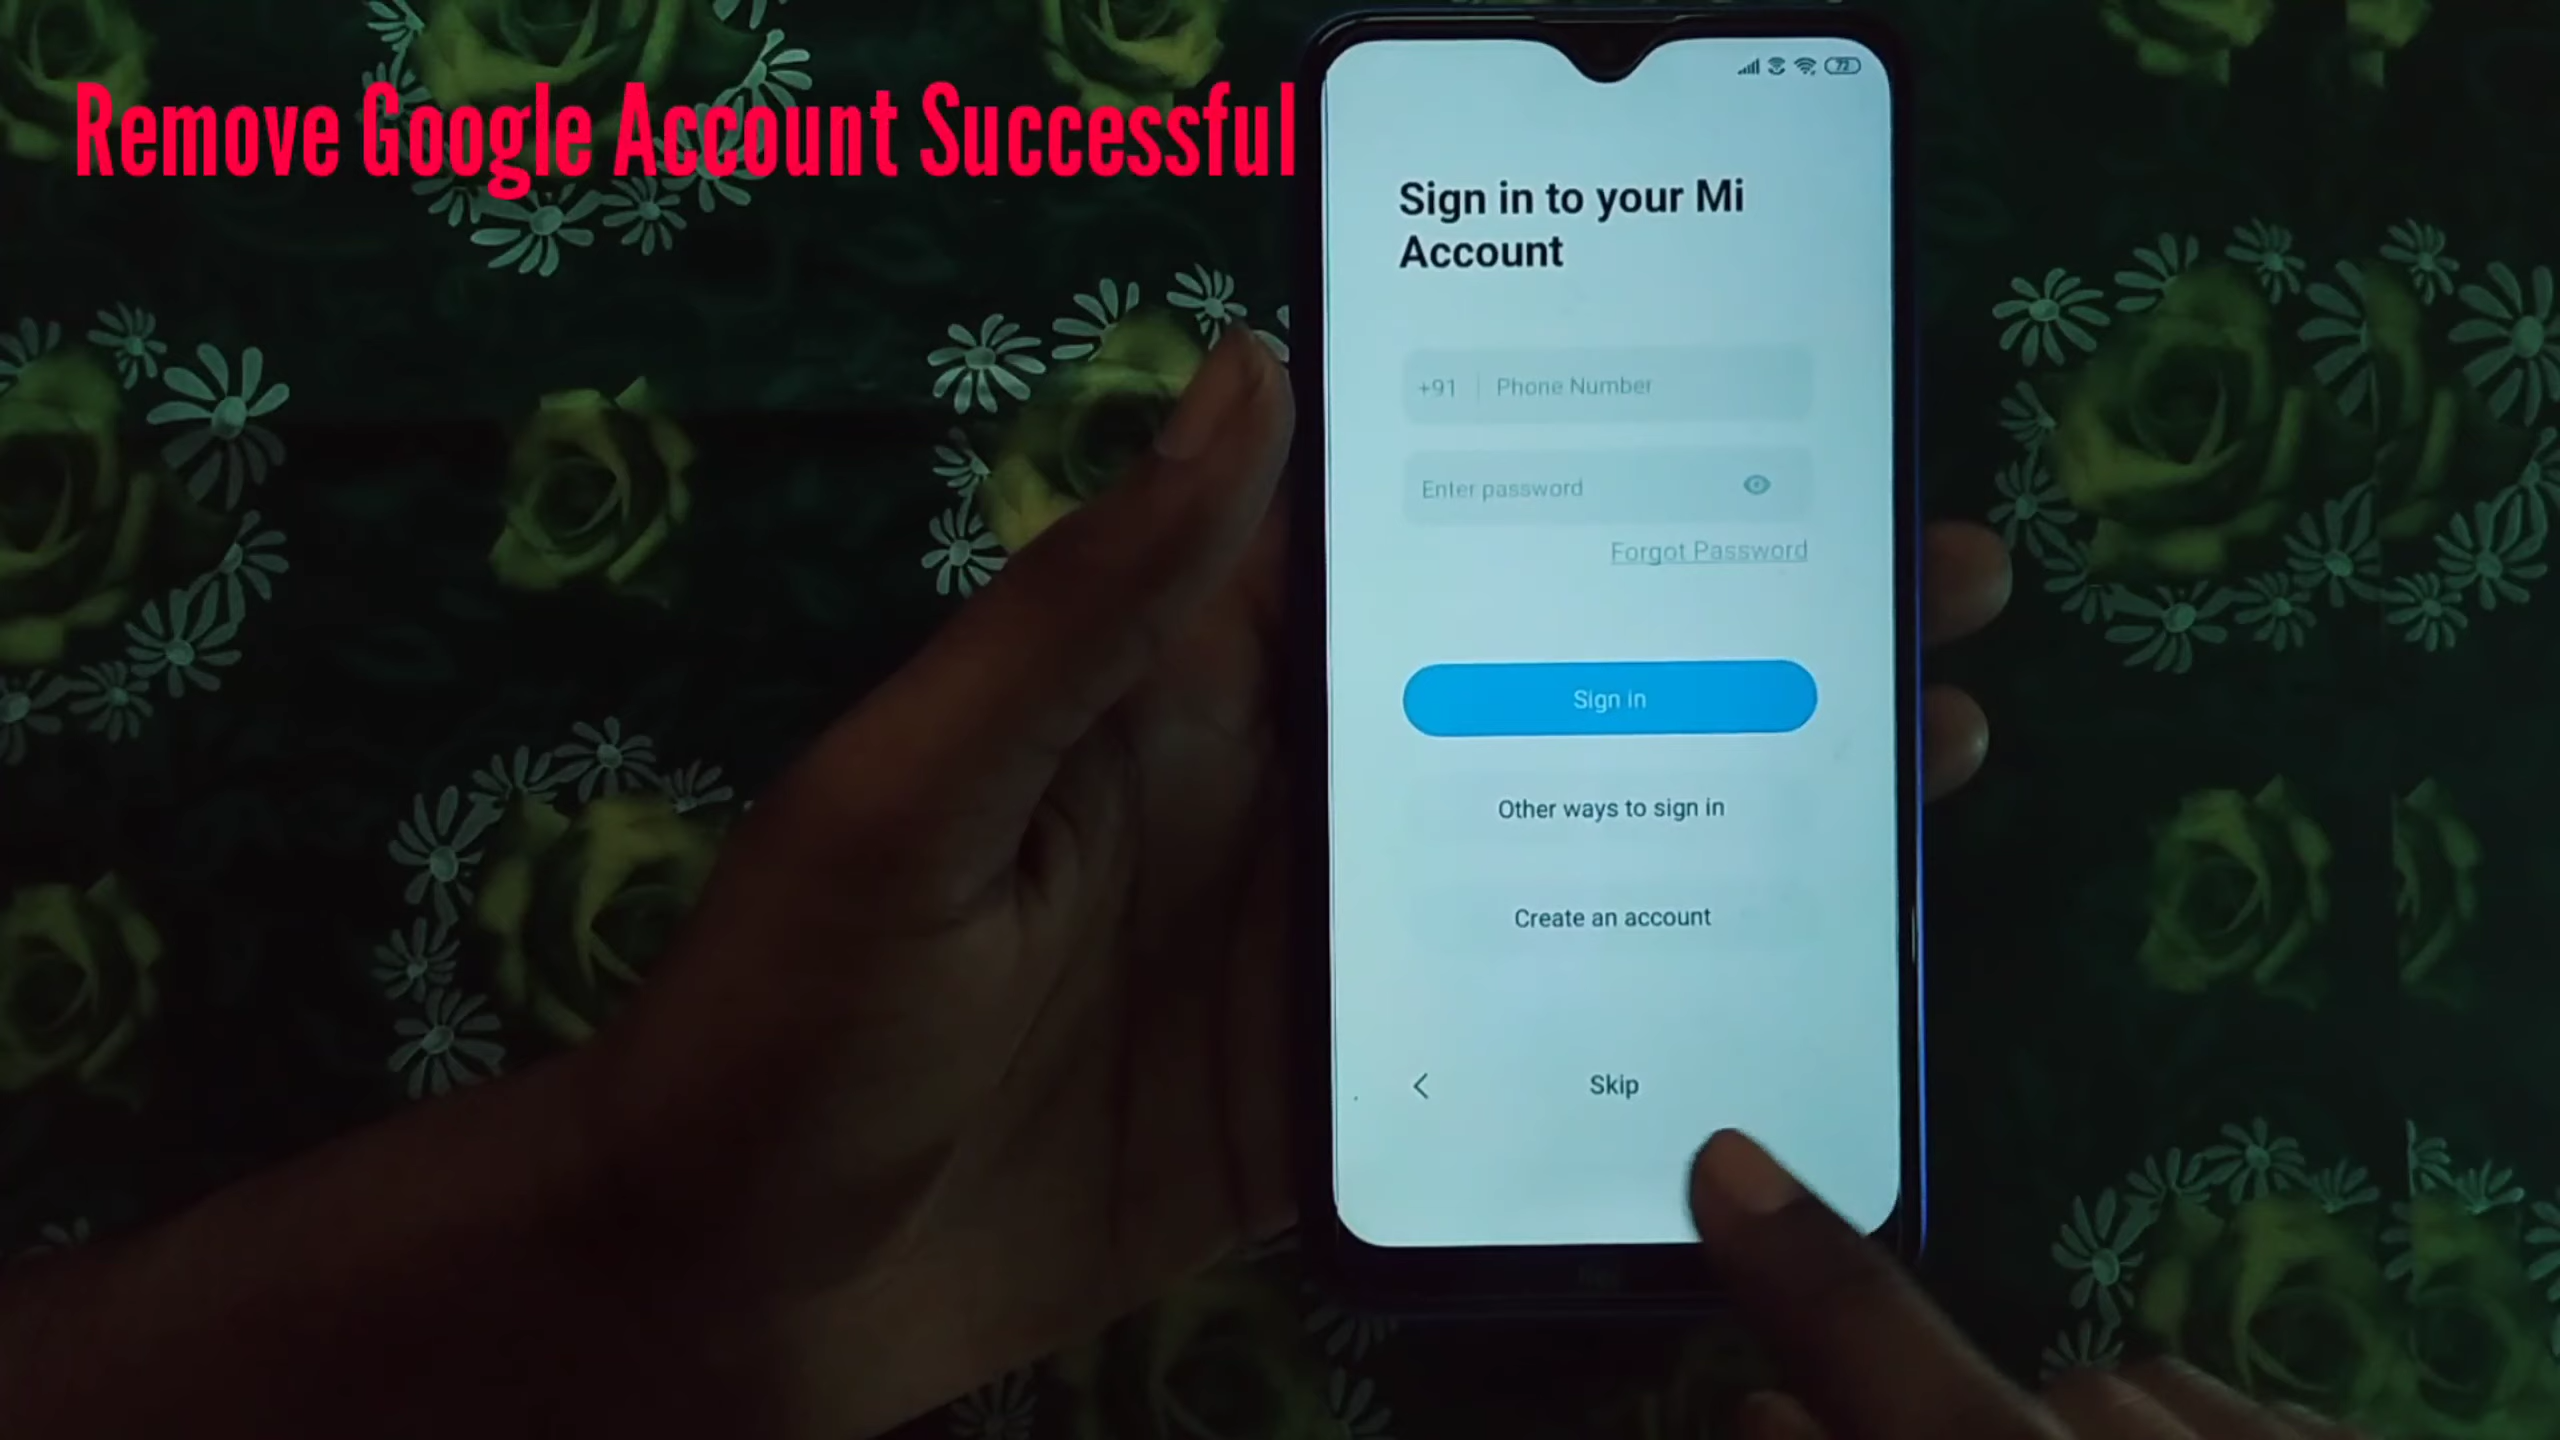 Remove Google Account Successful
72
Sign in to your Mi
Account
+91 Phone Number
Enter password
Forgot Password
Sign in
Other ways to sign in
Create an account
Skip